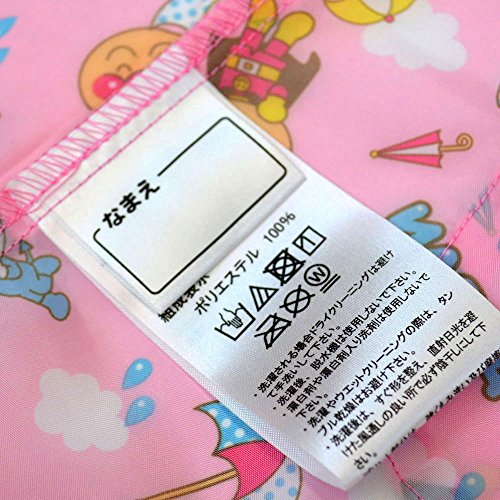 なまえ
組成表示
ポリエステル 100%
W
・洗濯される場合ドライクリーニングは避け
て手洗いして下さい。
・洗濯後、脱水機は使用しないで下さい。
漂白剤や漂白剤入り洗剤は使用しないで
下さい。
・洗濯やウエットクリーニングの際は、タン
ブル乾燥はお避け下さい。
・洗濯後は、すぐ形を整え、直射日光を避
けた風通しの良い所で必ず陰干しにして下